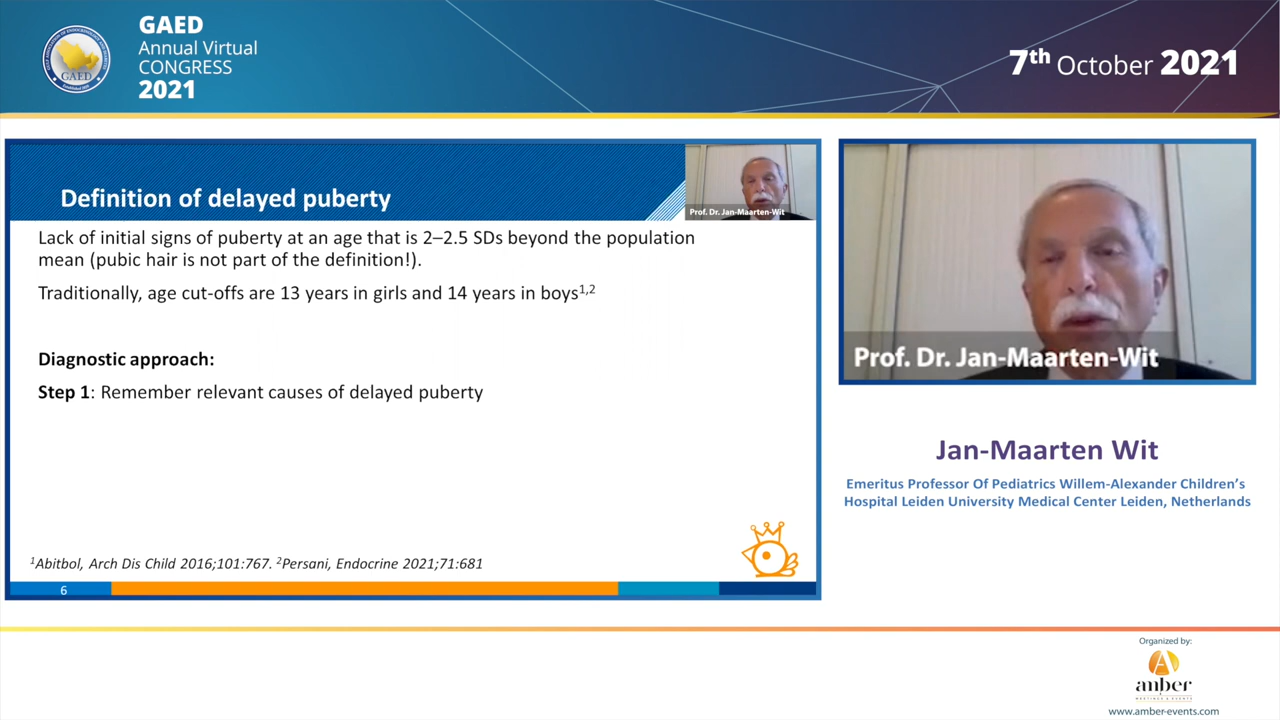 GAED
Annual Virtual
CONGRESS
2021
GAED
7th October 2021
Definition of delayed puberty
Prof. Dr. Jan-Maarten-Wit
Lack of initial signs of puberty at an age that is 2–2.5 SDs beyond the population
mean (pubic hair is not part of the definition!).
Traditionally, age cut-offs are 13 years in girls and 14 years in boys1,2
Diagnostic approach:
Step 1: Remember relevant causes of delayed puberty
1Abitbol, Arch Dis Child 2016;101:767. 2Persani, Endocrine 2021;71:681
6
Prof. Dr. Jan-Maarten-Wit
Jan-Maarten Wit
Emeritus Professor Of Pediatrics Willem-Alexander Children’s
Hospital Leiden University Medical Center Leiden, Netherlands
Organized by:
amber
MEETINGS & EVENTS
www.amber-events.com